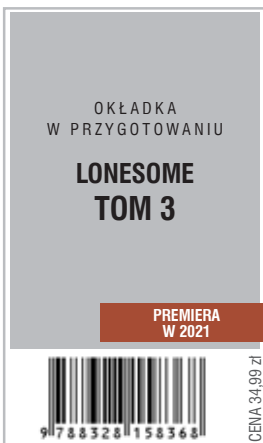 OKŁADKA
W PRZYGOTOWANIU
LONESOME
TOM 3
PREMIERA
W 2021
9 788328 158368
CENA 34,99 zł